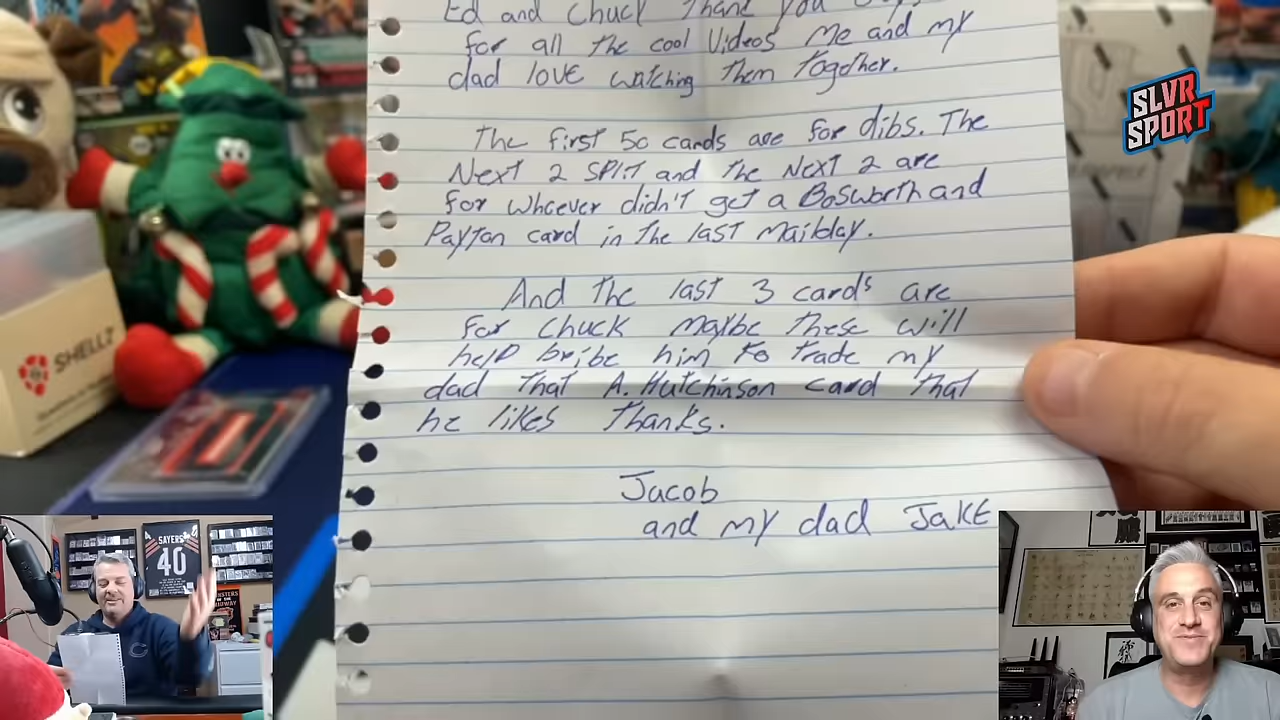 Ed and Chuck Thank you Guys
for all the cool Videos Me and my
dad love watching Them together.
The first 50 cards are for dibs. The
Next 2 SPlit and the Next 2 are
for whoever didn't get a Bosworth and
Payton card in the last Mailday.
And the last 3 cards are
for Chuck Maybe these will
help bribe him to trade my
dad that A. Hutchinson card that
he likes Thanks.
Jacob
and my dad Jake
SLVR
SPORT
SHELLZ
SAYERS
40